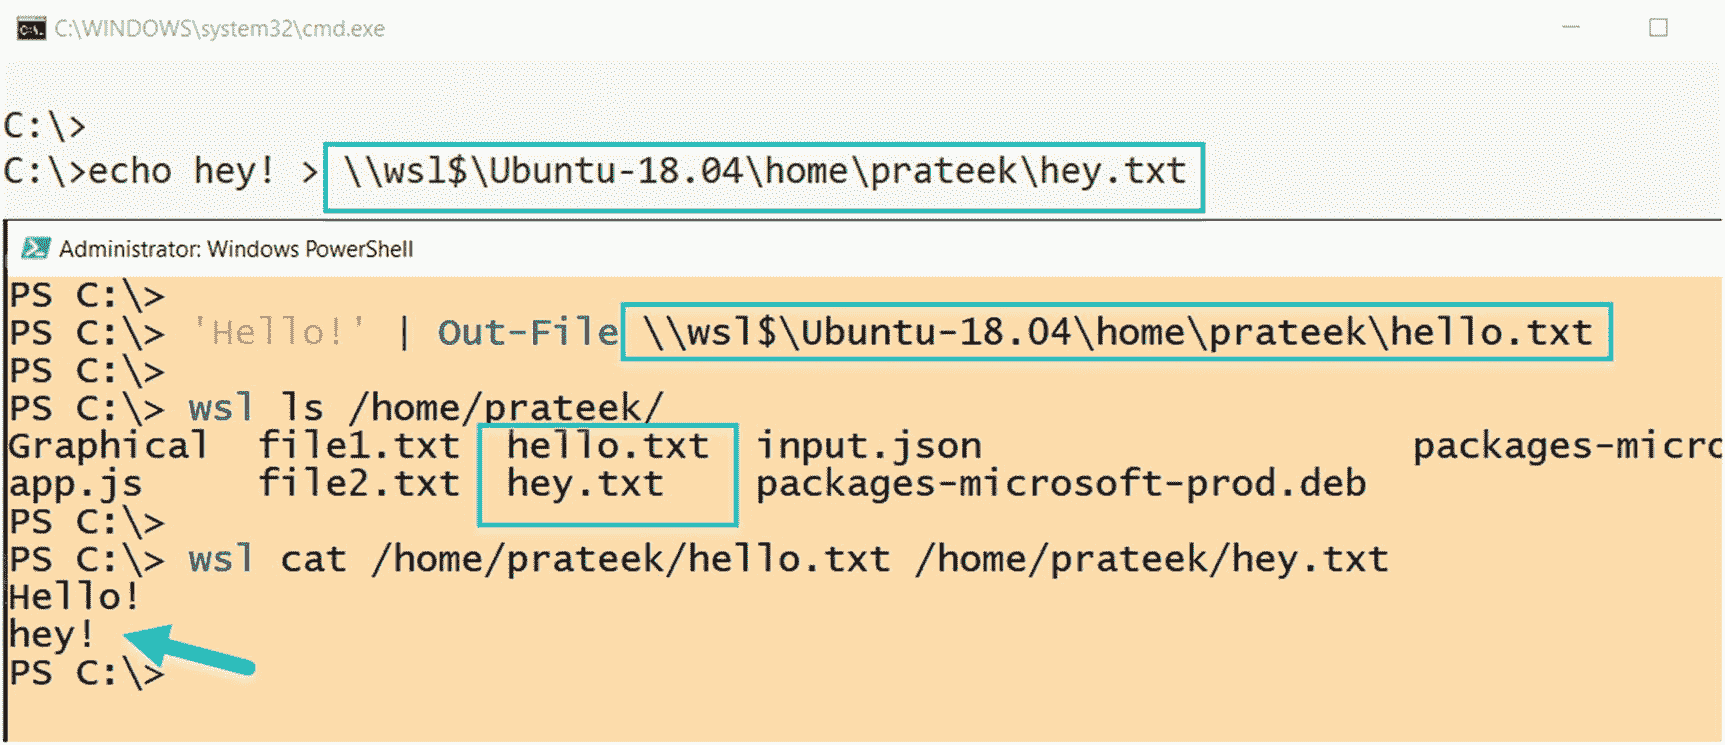 C:\WINDOWS\system32\cmd.exe
C:\>
C:\>echo hey! > \\wsl$\Ubuntu-18.04\home\prateek\hey.txt
Administrator: Windows PowerShell
PS C:\>
PS C:\> 'Hello!' | Out-File \\wsl$\Ubuntu-18.04\home\prateek\hello.txt
PS C:\>
PS C:\> wsl ls /home/prateek/
Graphical file1.txt hello.txt input.json packages-micro
app.js file2.txt hey.txt packages-microsoft-prod.deb
PS C:\>
PS C:\> wsl cat /home/prateek/hello.txt /home/prateek/hey.txt
Hello!
hey!
PS C:\>